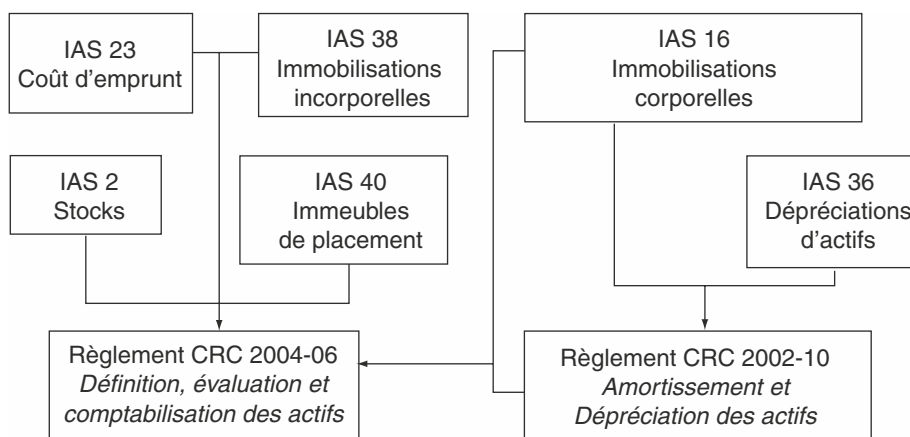 IAS 23
Coût d'emprunt
IAS 38
Immobilisations
incorporelles
IAS 16
Immobilisations
corporelles
IAS 2
Stocks
IAS 40
Immeubles
de placement
IAS 36
Dépréciations
d'actifs
Règlement CRC 2004-06
Définition, évaluation et
comptabilisation des actifs
Règlement CRC 2002-10
Amortissement et
Dépréciation des actifs